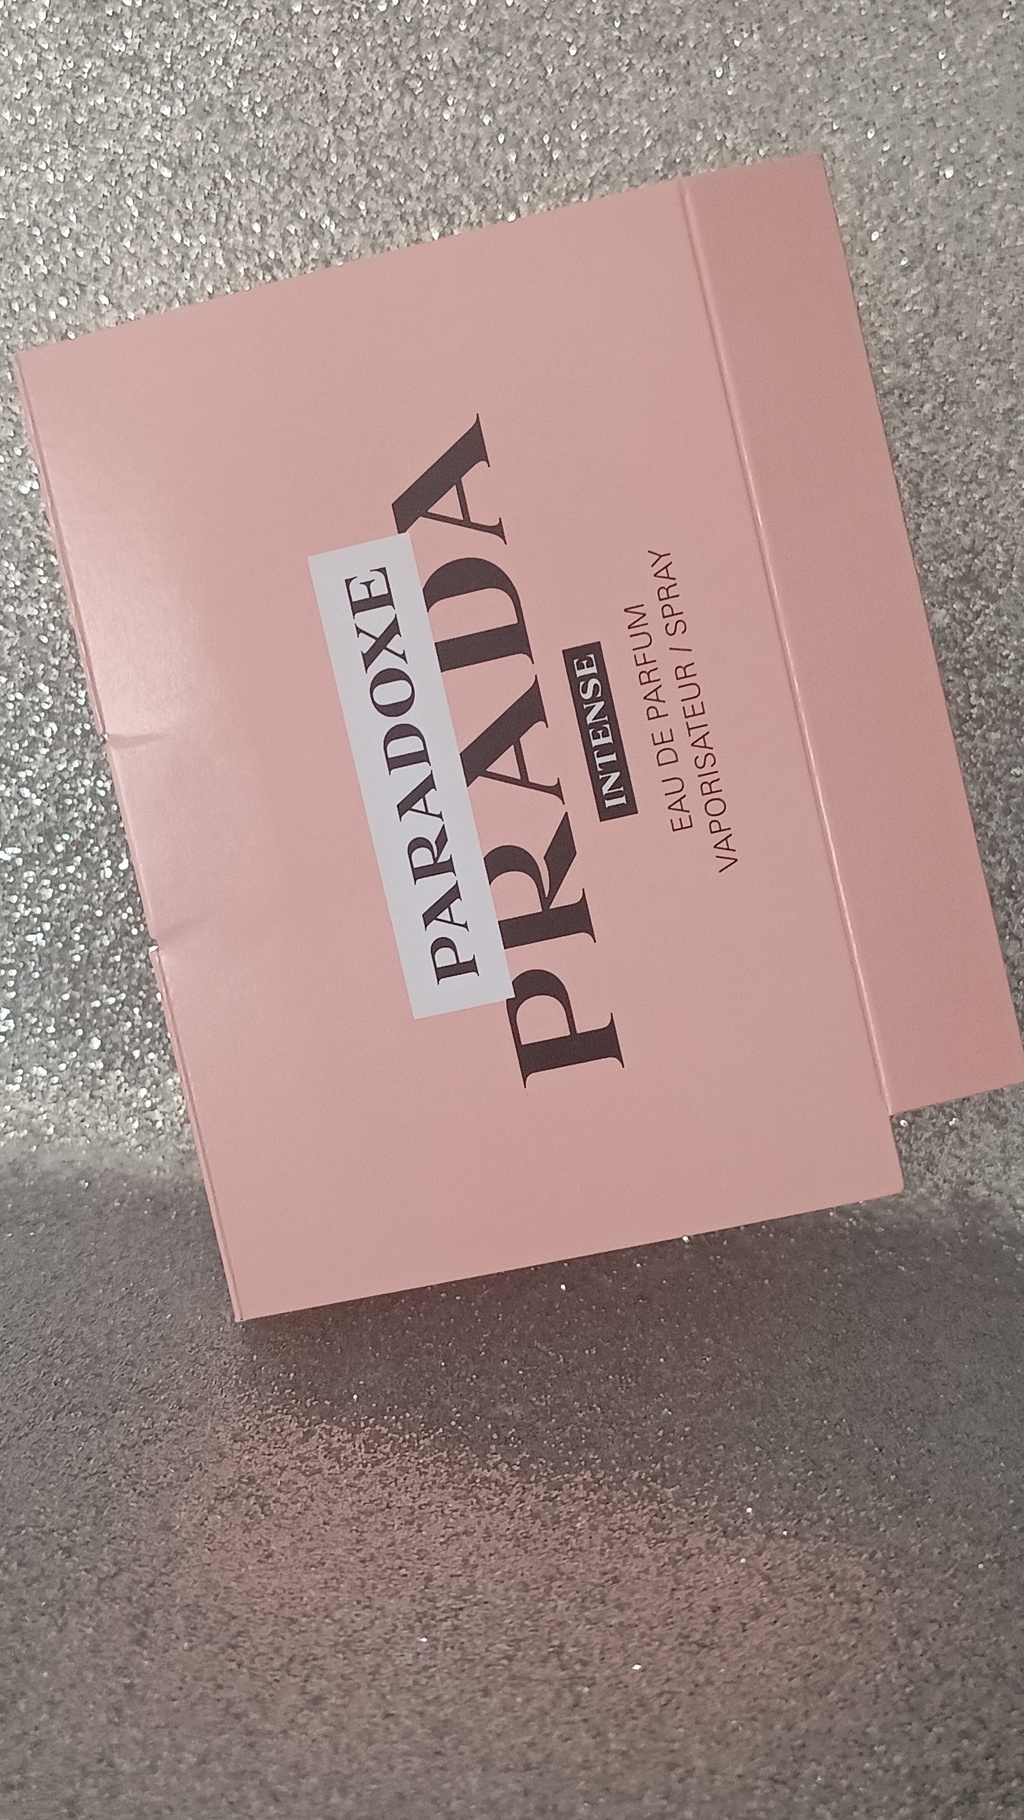 PARADOXE
PRADA
INTENSE
EAU DE PARFUM
VAPORISATEUR / SPRAY